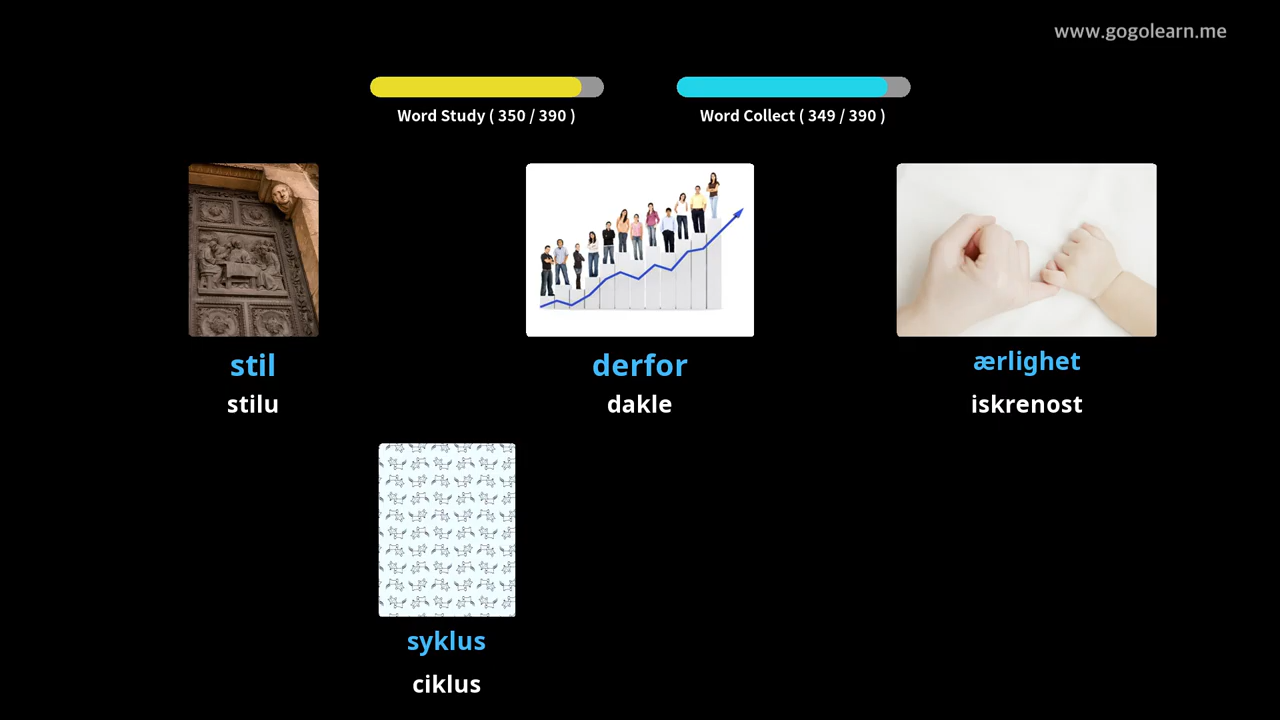 www.gogolearn.me
Word Study ( 350 / 390 )
Word Collect ( 349 / 390 )
stil
stilu
derfor
dakle
ærlighet
iskrenost
syklus
ciklus